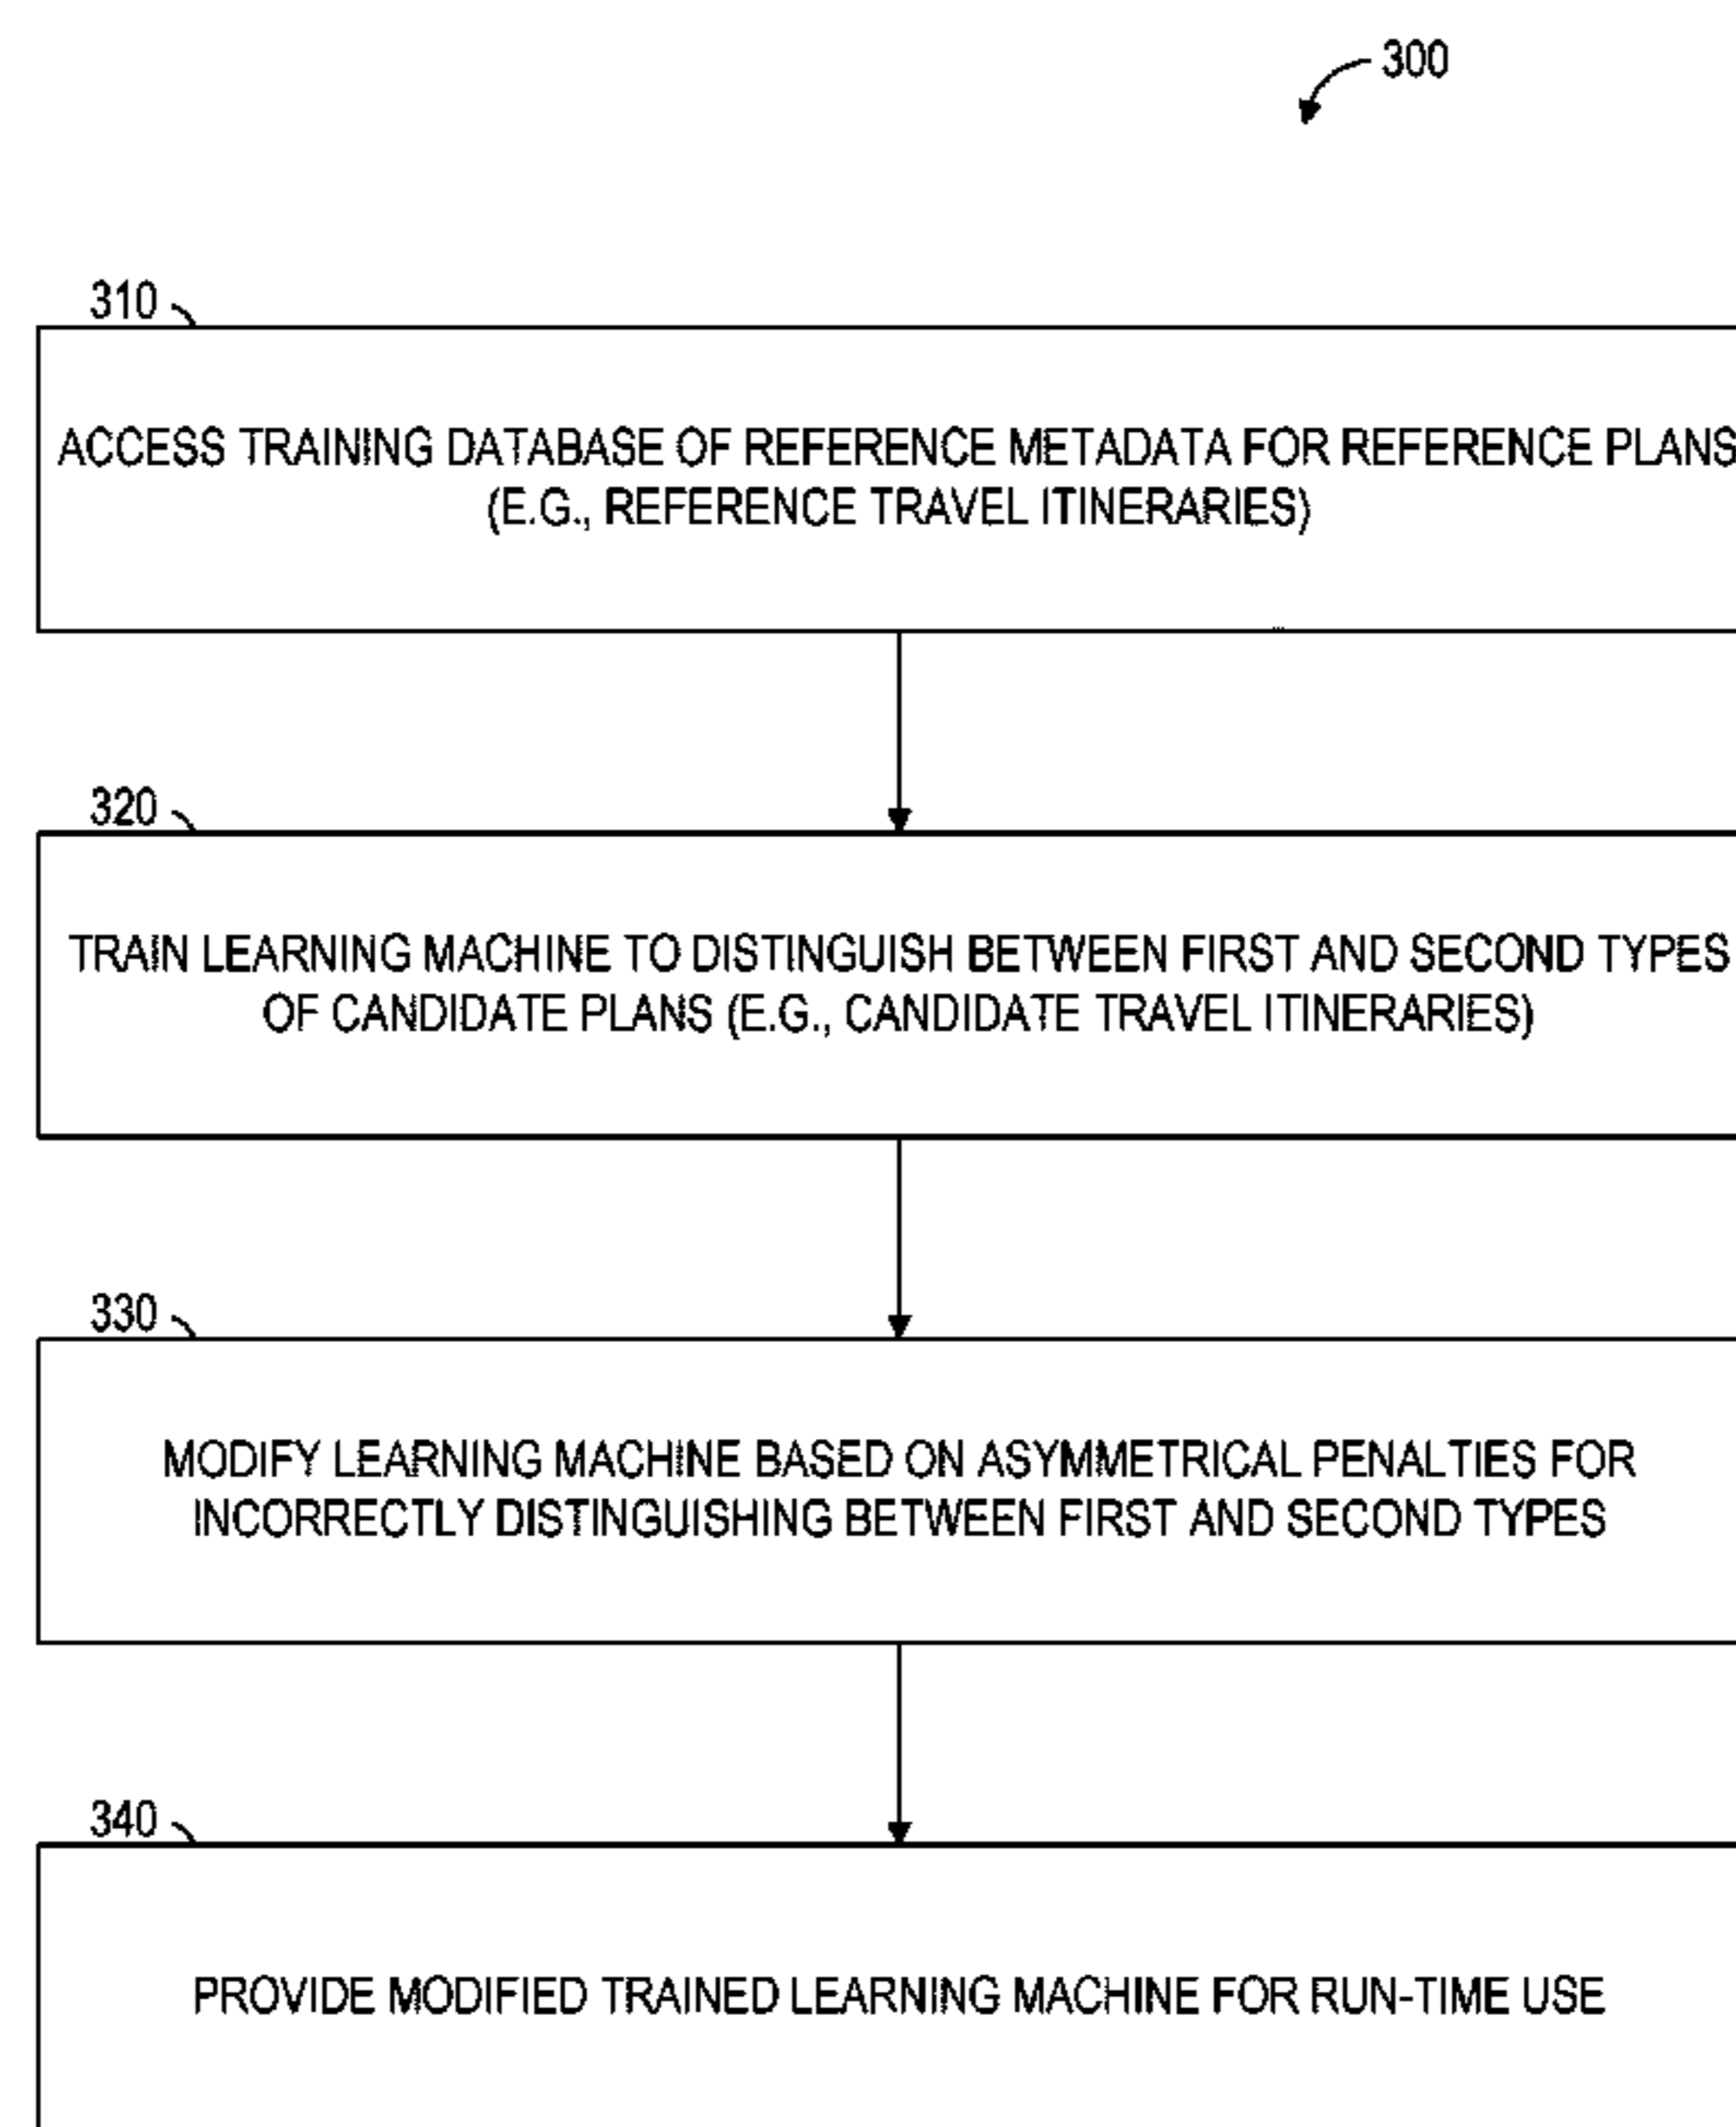 300
310
ACCESS TRAINING DATABASE OF REFERENCE METADATA FOR REFERENCE PLANS
(E.G., REFERENCE TRAVEL ITINERARIES)
320
TRAIN LEARNING MACHINE TO DISTINGUISH BETWEEN FIRST AND SECOND TYPES
OF CANDIDATE PLANS (E.G., CANDIDATE TRAVEL ITINERARIES)
330
MODIFY LEARNING MACHINE BASED ON ASYMMETRICAL PENALTIES FOR
INCORRECTLY DISTINGUISHING BETWEEN FIRST AND SECOND TYPES
340
PROVIDE MODIFIED TRAINED LEARNING MACHINE FOR RUN-TIME USE